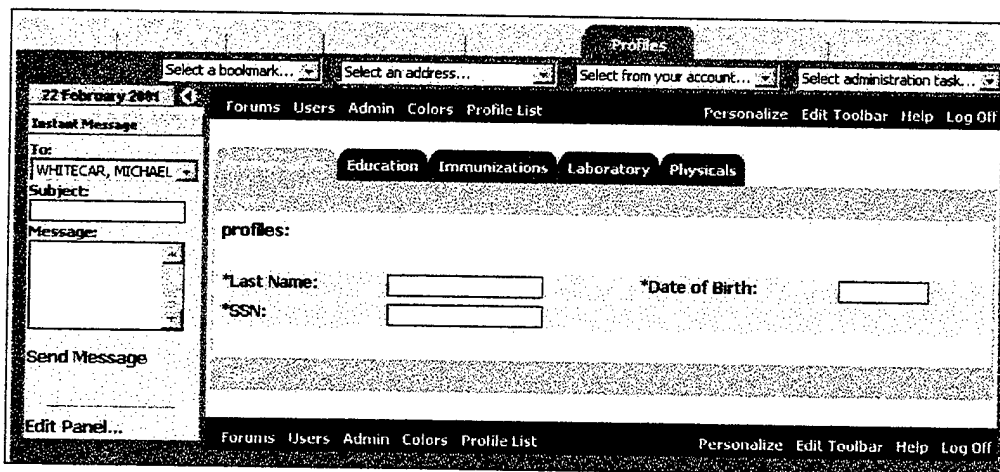 Profiles
Select a bookmark... Select an address... Select from your account... Select administration task...
22 February 2001
Forums Users Admin Colors Profile List Personalize Edit Toolbar Help Log Off
Instant Message
To:
WHITECAR, MICHAEL
Education Immunizations Laboratory Physicals
Subject:
Message:
profiles:
*Last Name: *Date of Birth:
*SSN:
Send Message
Edit Panel...
Forums Users Admin Colors Profile List Personalize Edit Toolbar Help Log Off